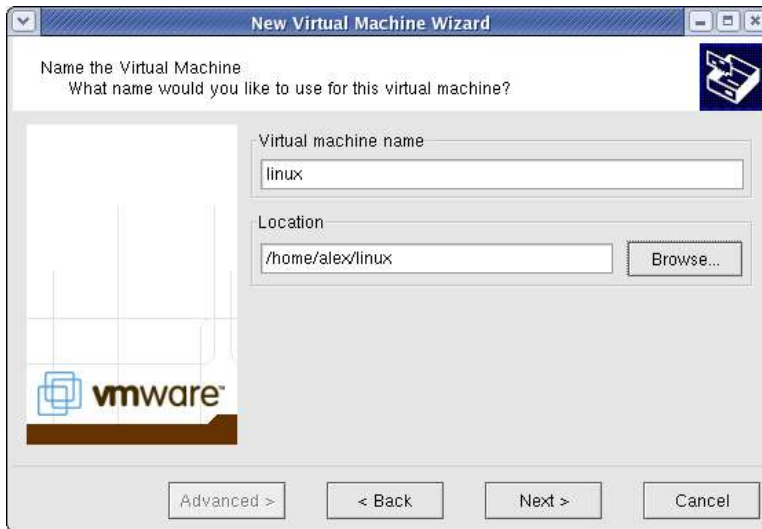 New Virtual Machine Wizard
Name the Virtual Machine
What name would you like to use for this virtual machine?
Virtual machine name
linux
Location
/home/alex/linux
Browse...
vmware™
Advanced >
< Back
Next >
Cancel